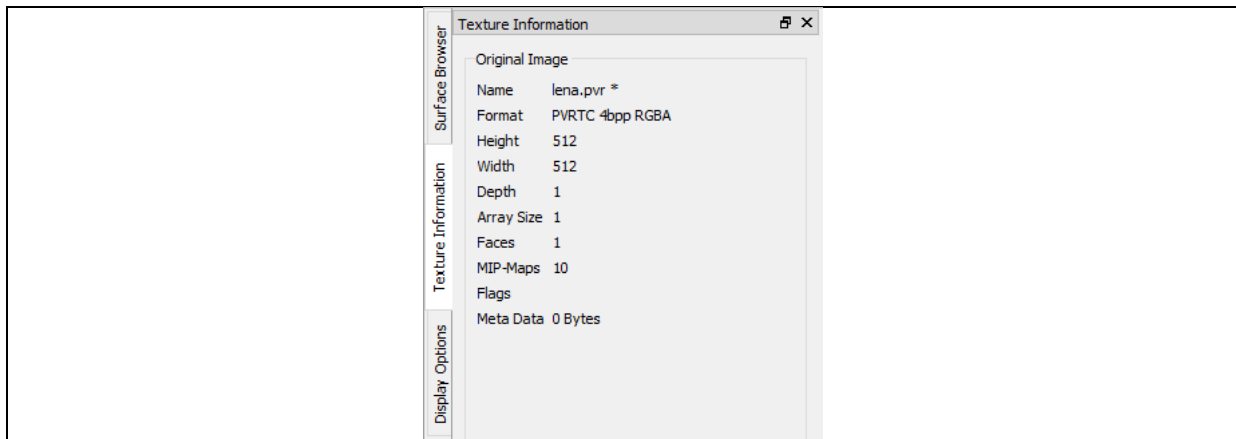 Surface Browser
Texture Information
Display Options
Texture Information
Original Image
Name lena.pvr *
Format PVRTC 4bpp RGBA
Height 512
Width 512
Depth 1
Array Size 1
Faces 1
MIP-Maps 10
Flags
Meta Data 0 Bytes